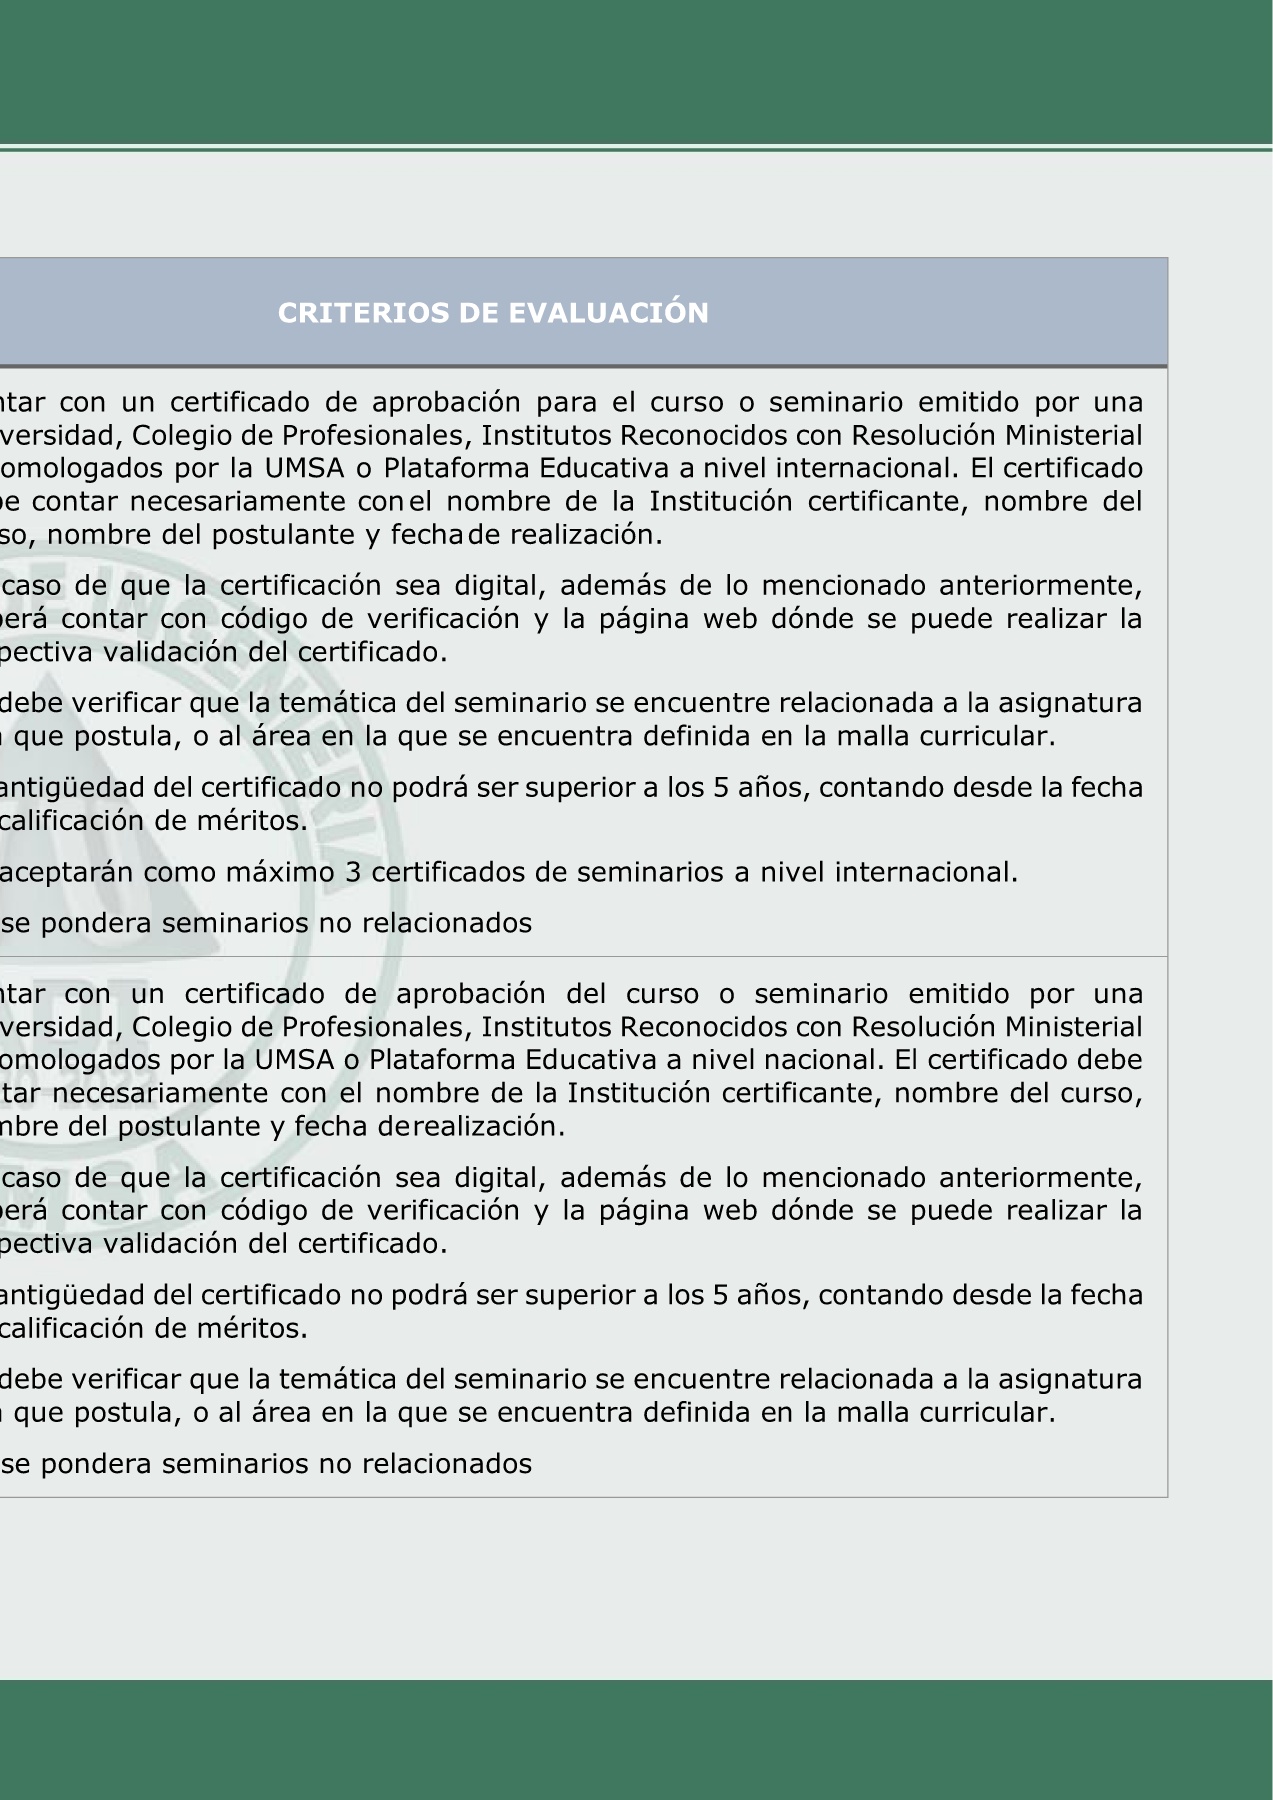 CRITERIOS DE EVALUACIÓN
ntar con un certificado de aprobación para el curso o seminario emitido por una
versidad, Colegio de Profesionales, Institutos Reconocidos con Resolución Ministerial
omologados por la UMSA o Plataforma Educativa a nivel internacional. El certificado
be contar necesariamente con el nombre de la Institución certificante, nombre del
so, nombre del postulante y fecha de realización.
caso de que la certificación sea digital, además de lo mencionado anteriormente,
berá contar con código de verificación y la página web dónde se puede realizar la
pectiva validación del certificado.
debe verificar que la temática del seminario se encuentre relacionada a la asignatura
a que postula, o al área en la que se encuentra definida en la malla curricular.
antigüedad del certificado no podrá ser superior a los 5 años, contando desde la fecha
calificación de méritos.
aceptarán como máximo 3 certificados de seminarios a nivel internacional.
se pondera seminarios no relacionados
ntar con un certificado de aprobación del curso o seminario emitido por una
versidad, Colegio de Profesionales, Institutos Reconocidos con Resolución Ministerial
omologados por la UMSA o Plataforma Educativa a nivel nacional. El certificado debe
tar necesariamente con el nombre de la Institución certificante, nombre del curso,
mbre del postulante y fecha de realización.
caso de que la certificación sea digital, además de lo mencionado anteriormente,
berá contar con código de verificación y la página web dónde se puede realizar la
pectiva validación del certificado.
antigüedad del certificado no podrá ser superior a los 5 años, contando desde la fecha
calificación de méritos.
debe verificar que la temática del seminario se encuentre relacionada a la asignatura
a que postula, o al área en la que se encuentra definida en la malla curricular.
se pondera seminarios no relacionados
DE INGENIERIA